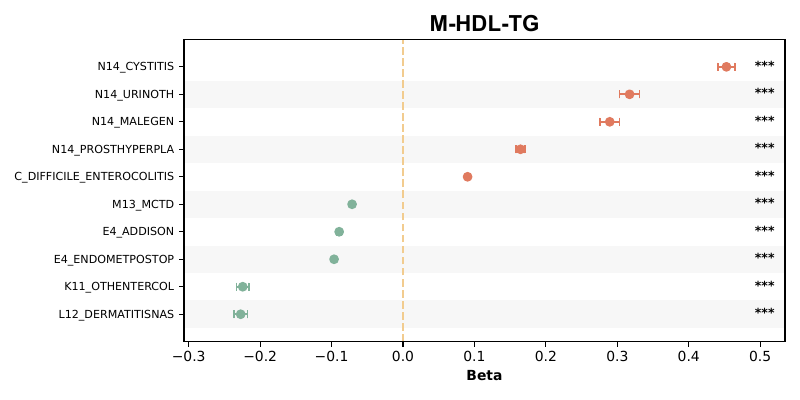 M-HDL-TG
N14_CYSTITIS ***
N14_URINOTH ***
N14_MALEGEN ***
N14_PROSTHYPERPLA ***
C_DIFFICILE_ENTEROCOLITIS ***
M13_MCTD ***
E4_ADDISON ***
E4_ENDOMETPOSTOP ***
K11_OTHENTERCOL ***
L12_DERMATITISNAS ***
−0.3 −0.2 −0.1 0.0 0.1 0.2 0.3 0.4 0.5
Beta